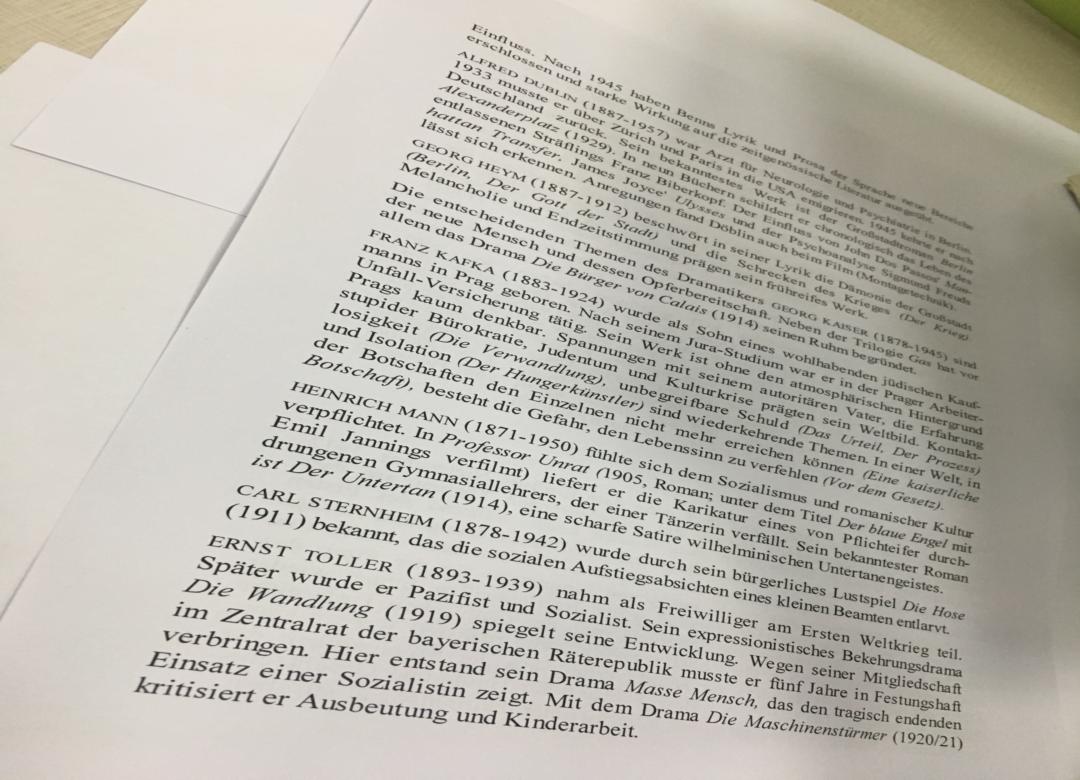 Einfluss. Nach 1945 haben Benns Lyrik und Prosa der Sprache neue Bereiche
erschlossen und starke Wirkung auf die zeitgenössische Literatur ausgeübt.
ALFRED DUBLIN (1887-1957) war Arzt für Neurologie und Psychiatrie in Berlin.
1933 musste er über Zürich und Paris in die USA emigrieren. 1945 kehrte er nach
Deutschland zurück. Sein bekanntestes Werk ist der Großstadtroman Berlin
Alexanderplatz (1929). In neun Büchern schildert er chronologisch das Leben des
entlassenen Sträflings Franz Biberkopf. Der Einfluss von John Dos Passos' Man-
hattan Transfer, James Joyce' Ulysses und der Psychoanalyse Sigmund Freuds
lässt sich erkennen. Anregungen fand Döblin auch beim Film (Montagetechnik).
GEORG HEYM (1887-1912) beschwört in seiner Lyrik die Dämonie der Großstadt
(Berlin, Der Gott der Stadt) und die Schrecken des Krieges (Der Krieg).
Melancholie und Endzeitstimmung prägen sein frühreifes Werk.
Die entscheidenden Themen des Dramatikers GEORG KAISER (1878-1945) sind
der neue Mensch und dessen Opferbereitschaft. Neben der Trilogie Gas hat vor
allem das Drama Die Bürger von Calais (1914) seinen Ruhm begründet.
FRANZ KAFKA (1883-1924) wurde als Sohn eines wohlhabenden jüdischen Kauf-
manns in Prag geboren. Nach seinem Jura-Studium war er in der Prager Arbeiter-
Unfall-Versicherung tätig. Sein Werk ist ohne den atmosphärischen Hintergrund
Prags kaum denkbar. Spannungen mit seinem autoritären Vater, die Erfahrung
stupider Bürokratie, Judentum und Kulturkrise prägten sein Weltbild. Kontakt-
losigkeit (Die Verwandlung), unbegreifbare Schuld (Das Urteil, Der Prozess)
und Isolation (Der Hungerkünstler) sind wiederkehrende Themen. In einer Welt, in
der Botschaften den Einzelnen nicht mehr erreichen können (Eine kaiserliche
Botschaft), besteht die Gefahr, den Lebenssinn zu verfehlen (Vor dem Gesetz).
HEINRICH MANN (1871-1950) fühlte sich dem Sozialismus und romanischer Kultur
verpflichtet. In Professor Unrat (1905, Roman; unter dem Titel Der blaue Engel mit
Emil Jannings verfilmt) liefert er die Karikatur eines von Pflichteifer durch-
drungenen Gymnasiallehrers, der einer Tänzerin verfällt. Sein bekanntester Roman
ist Der Untertan (1914), eine scharfe Satire wilhelminischen Untertanengeistes.
CARL STERNHEIM (1878-1942) wurde durch sein bürgerliches Lustspiel Die Hose
(1911) bekannt, das die sozialen Aufstiegsabsichten eines kleinen Beamten entlarvt.
ERNST TOLLER (1893-1939) nahm als Freiwilliger am Ersten Weltkrieg teil.
Später wurde er Pazifist und Sozialist. Sein expressionistisches Bekehrungsdrama
Die Wandlung (1919) spiegelt seine Entwicklung. Wegen seiner Mitgliedschaft
im Zentralrat der bayerischen Räterepublik musste er fünf Jahre in Festungshaft
verbringen. Hier entstand sein Drama Masse Mensch, das den tragisch endenden
Einsatz einer Sozialistin zeigt. Mit dem Drama Die Maschinenstürmer (1920/21)
kritisiert er Ausbeutung und Kinderarbeit.